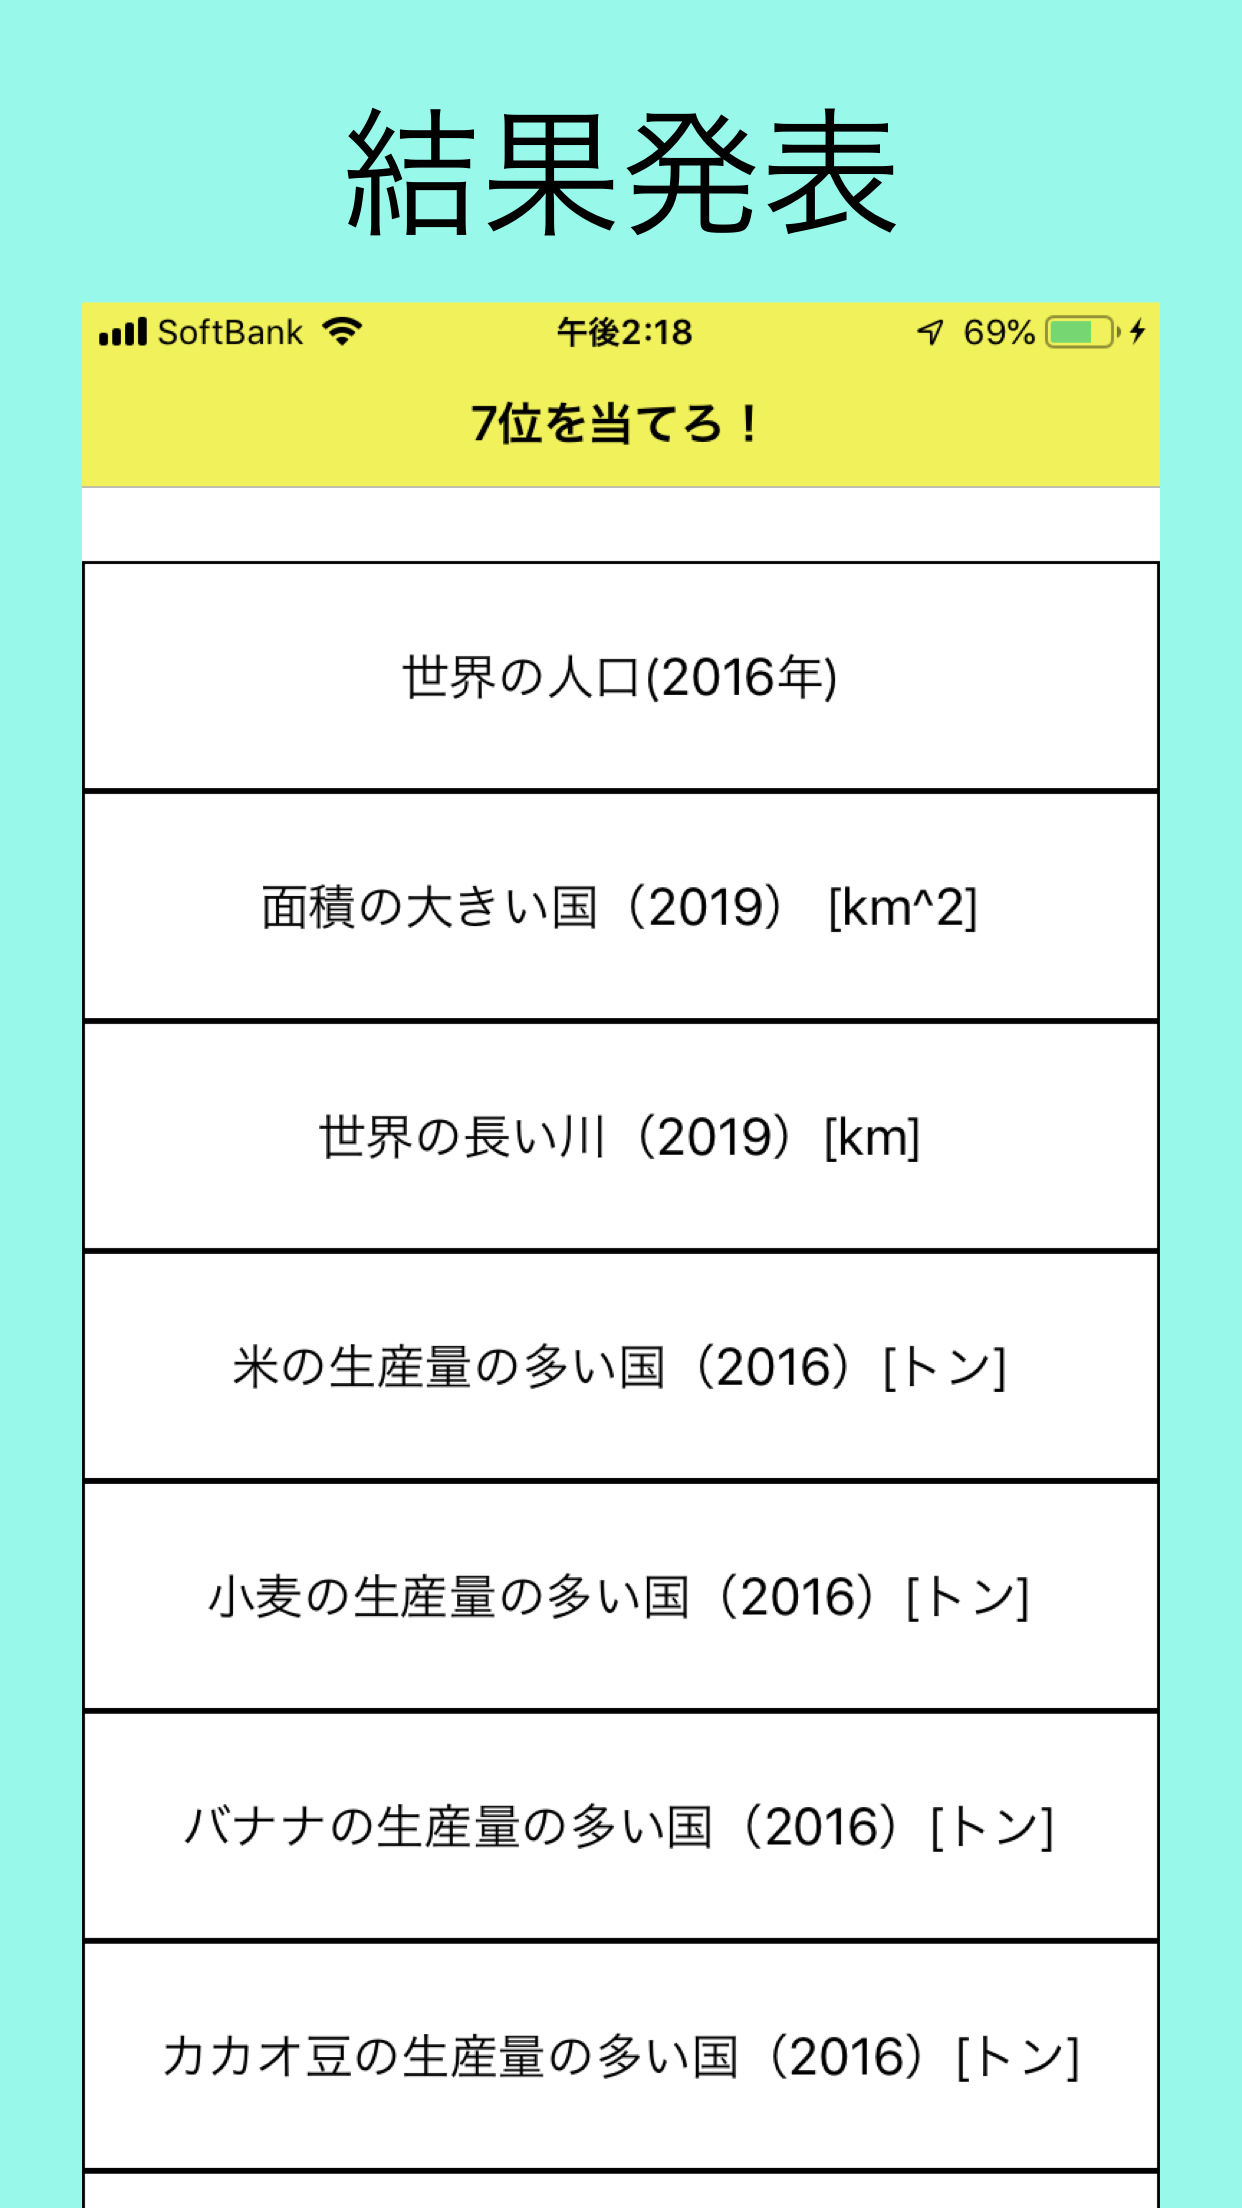 結果発表
SoftBank 午後2:18 69%
7位を当てろ！
世界の人口(2016年)
面積の大きい国（2019） [km^2]
世界の長い川（2019）[km]
米の生産量の多い国（2016）[トン]
小麦の生産量の多い国（2016）[トン]
バナナの生産量の多い国（2016）[トン]
カカオ豆の生産量の多い国（2016）[トン]